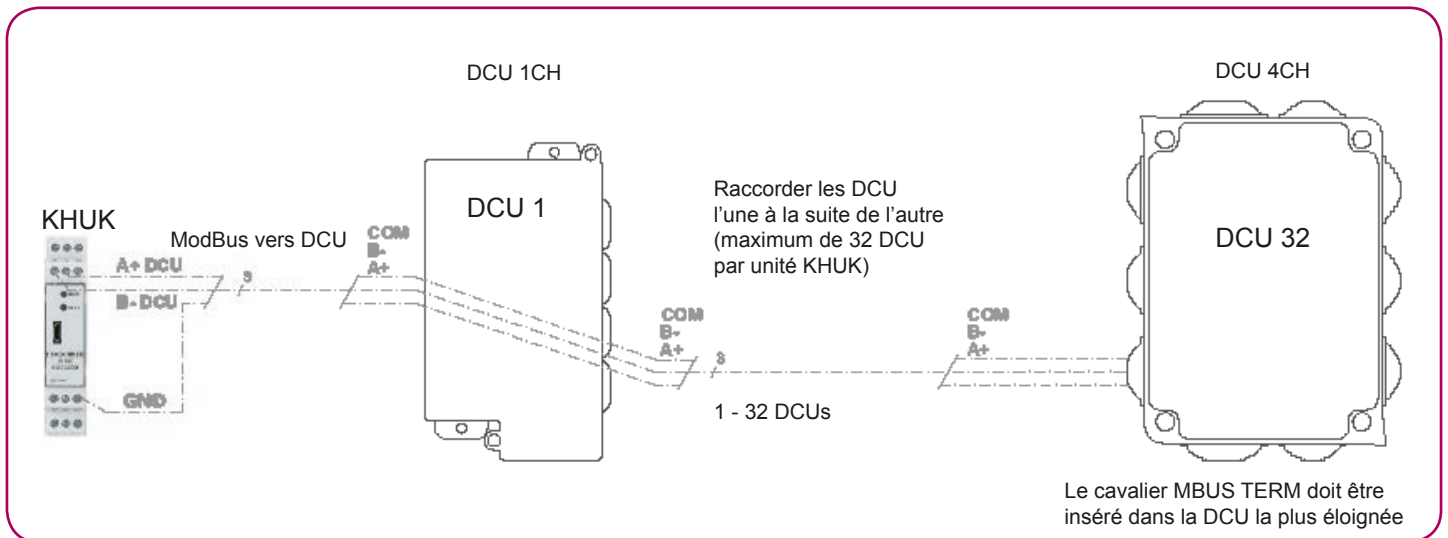 DCU 1CH
DCU 4CH
KHUK
A+ DCU
B- DCU
GND
ModBus vers DCU
3
COM
B-
A+
DCU 1
Raccorder les DCU
l’une à la suite de l’autre
(maximum de 32 DCU
par unité KHUK)
COM
B-
A+
3
1 - 32 DCUs
COM
B-
A+
DCU 32
Le cavalier MBUS TERM doit être
inséré dans la DCU la plus éloignée